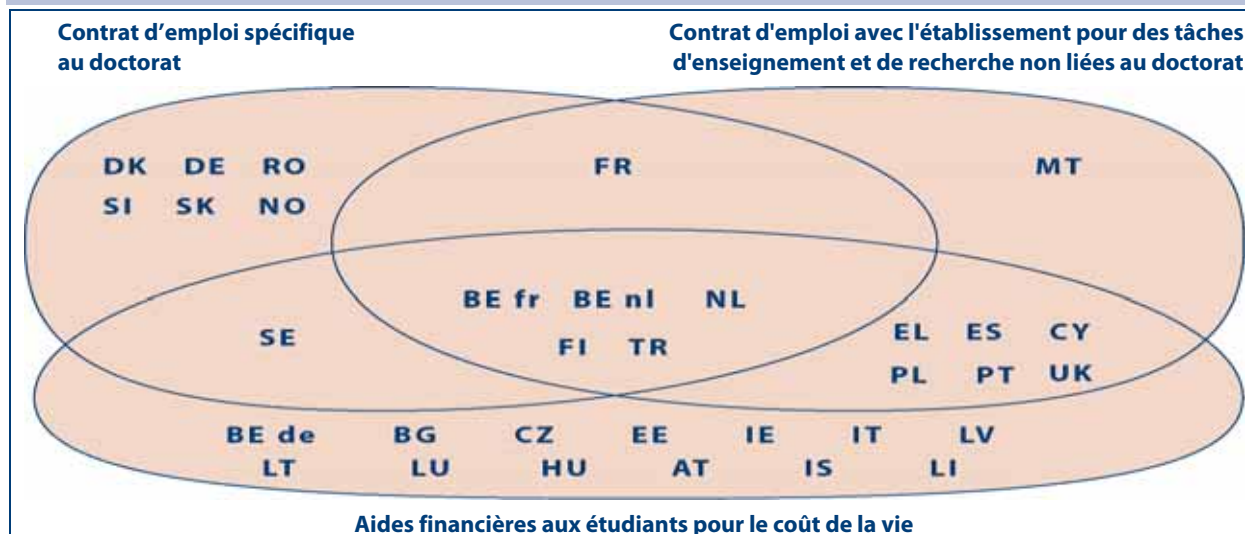 Contrat d’emploi spécifique
au doctorat
Contrat d'emploi avec l'établissement pour des tâches
d'enseignement et de recherche non liées au doctorat
DK DE RO
SI SK NO
FR
MT
BE fr BE nl NL
FI TR
SE
EL ES CY
PL PT UK
BE de BG CZ EE IE IT LV
LT LU HU AT IS LI
Aides financières aux étudiants pour le coût de la vie